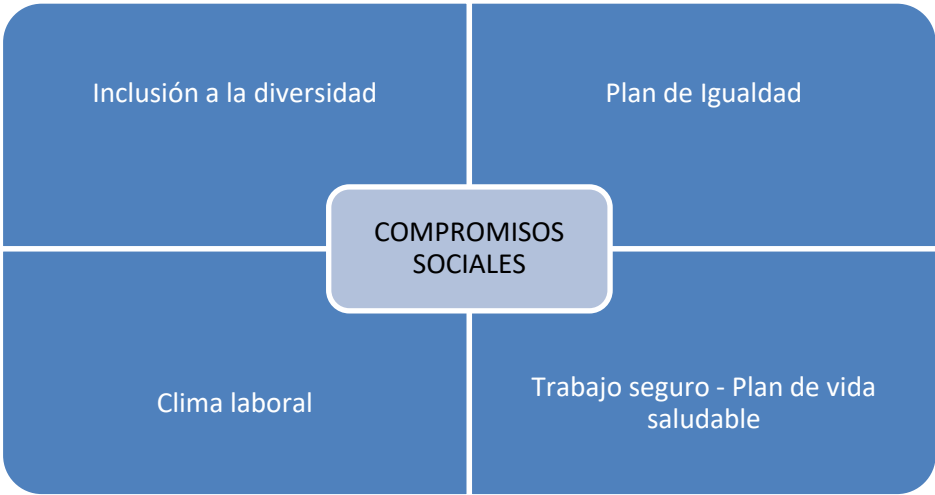 Inclusión a la diversidad
Plan de Igualdad
COMPROMISOS
SOCIALES
Clima laboral
Trabajo seguro - Plan de vida
saludable